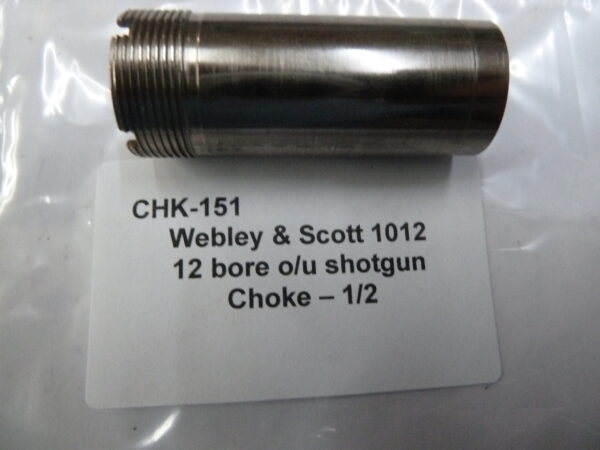 CHK-151
Webley & Scott 1012
12 bore o/u shotgun
Choke – 1/2